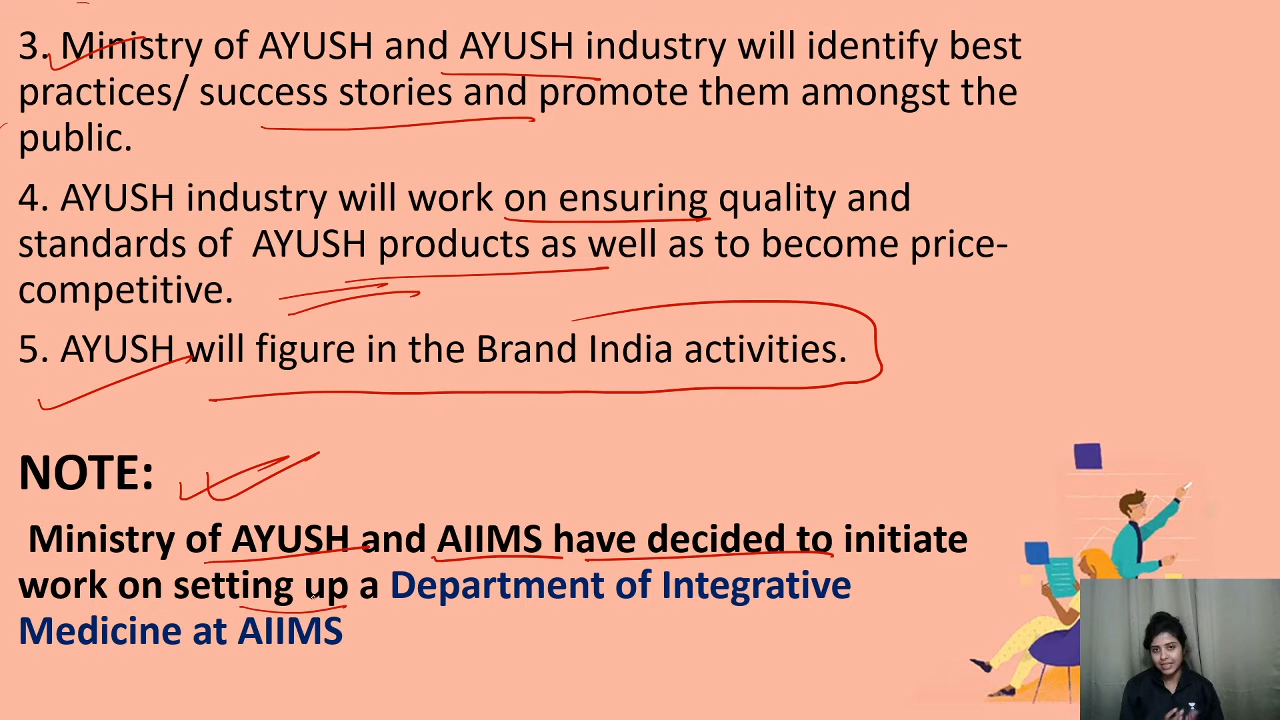 3. Ministry of AYUSH and AYUSH industry will identify best
practices/ success stories and promote them amongst the
public.
4. AYUSH industry will work on ensuring quality and
standards of AYUSH products as well as to become price-
competitive.
5. AYUSH will figure in the Brand India activities.
NOTE:
Ministry of AYUSH and AIIMS have decided to initiate
work on setting up a Department of Integrative
Medicine at AIIMS